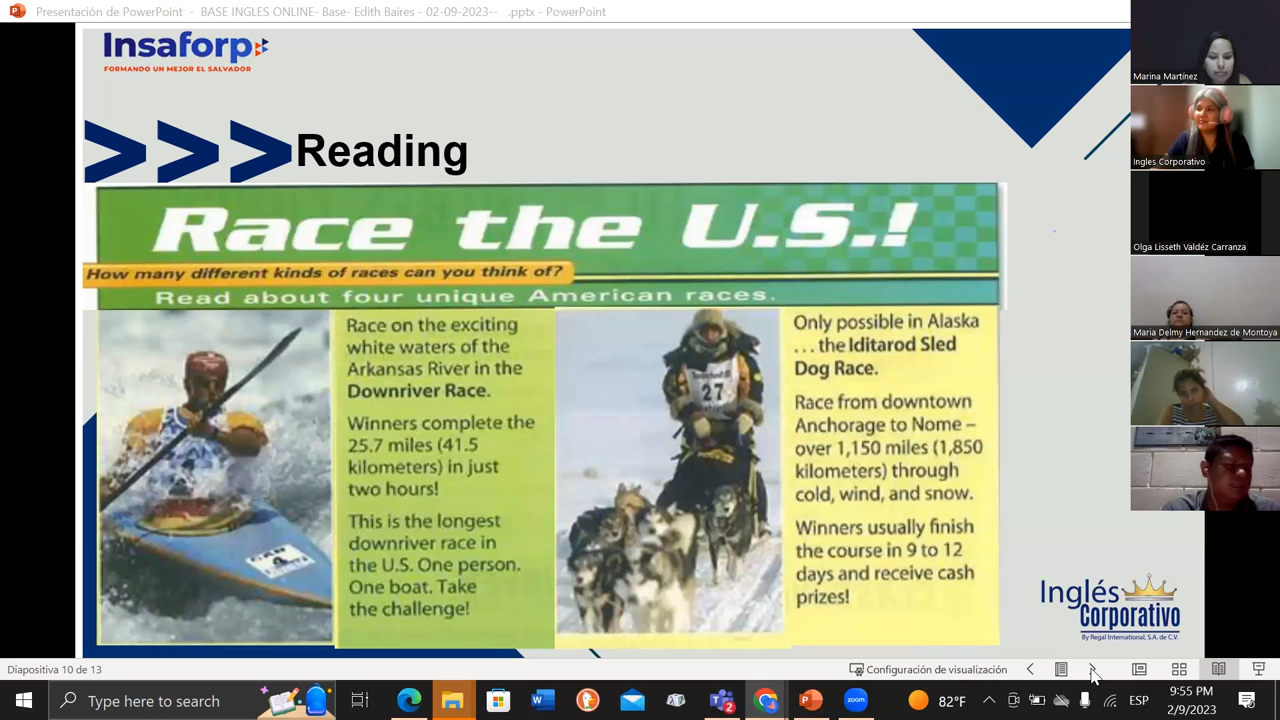 Presentación de PowerPoint - BASE INGLES ONLINE- Base- Edith Baires - 02-09-2023-- .pptx - PowerPoint
Insaforp
FORMANDO UN MEJOR EL SALVADOR
>>>Reading
Race the U.S.!
How many different kinds of races can you think of?
Read about four unique American races.
Race on the exciting
white waters of the
Arkansas River in the
Downriver Race.
Winners complete the
25.7 miles (41.5
kilometers) in just
two hours!
This is the longest
downriver race in
the U.S. One person.
One boat. Take
the challenge!
4
27
Only possible in Alaska
... the Iditarod Sled
Dog Race.
Race from downtown
Anchorage to Nome –
over 1,150 miles (1,850
kilometers) through
cold, wind, and snow.
Winners usually finish
the course in 9 to 12
days and receive cash
prizes!
Marina Martínez
Ingles Corporativo
Olga Lisseth Valdéz Carranza
Maria Delmy Hernandez de Montoya
Inglés
Corporativo
By Regal International, S.A. de C.V.
Diapositiva 10 de 13
Configuración de visualización
Type here to search
82°F
ESP
9:55 PM
2/9/2023